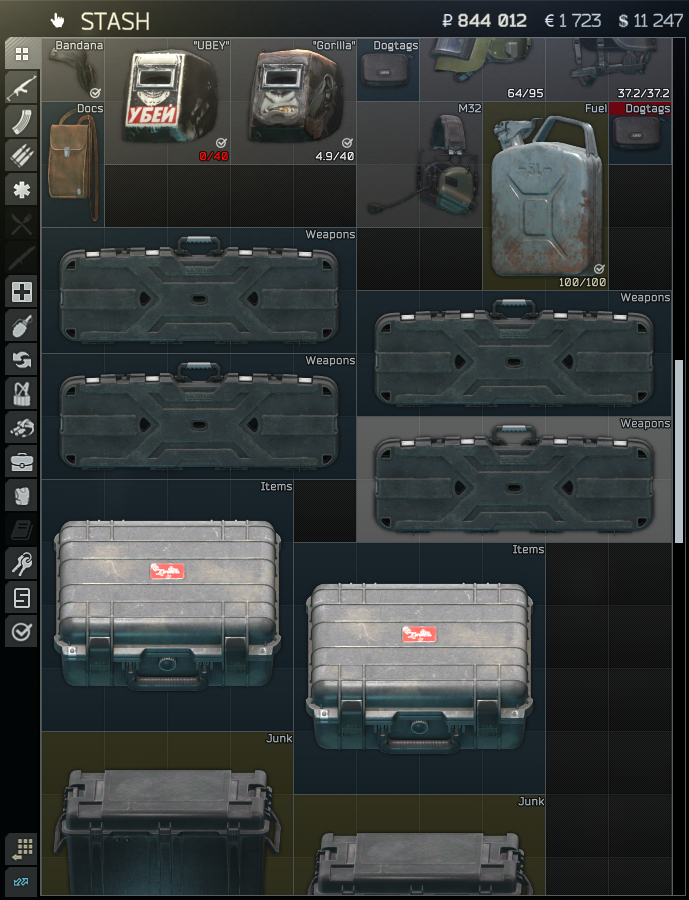 STASH
₽ 844 012 € 1 723 $ 11 247
Bandana "UBEY" "Gorilla" Dogtags
64/95 37.2/37.2
Docs M32 Fuel Dogtags
УБЕЙ
0/40 4.9/40
-5L-
Weapons
100/100
Weapons
Weapons
Weapons
Items
Items
Junk
Junk